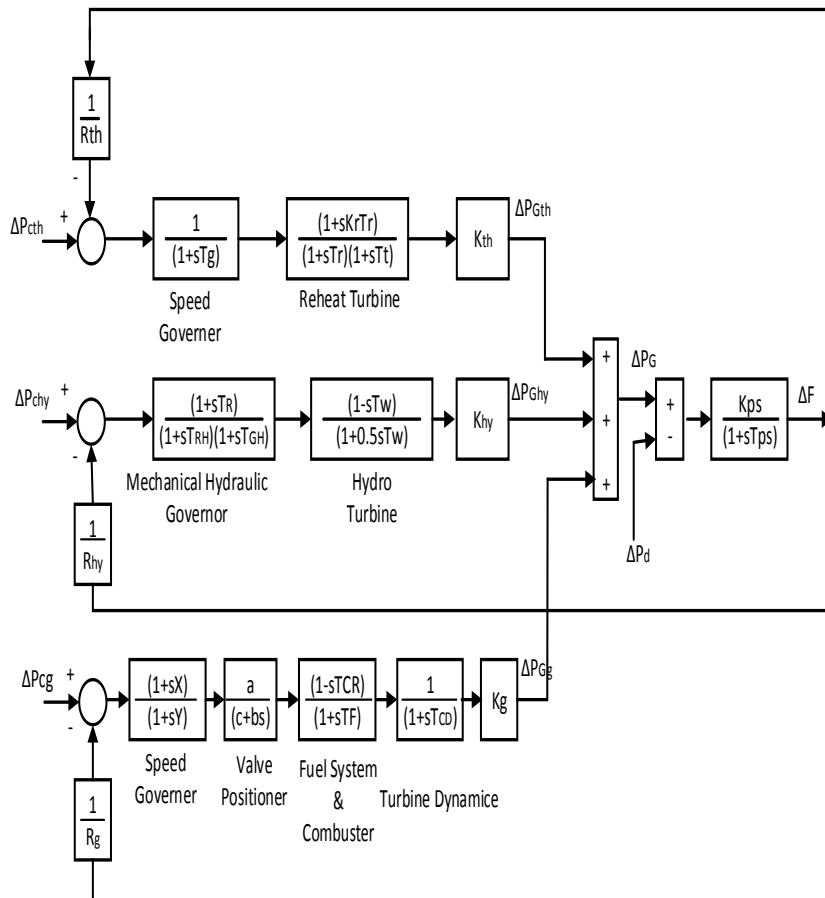 1
Rth
-
ΔPcth
+
1
(1+sTg)
Speed
Governer
(1+sKrTr)
(1+sTr)(1+sTt)
Reheat Turbine
Kth
ΔPGth
ΔPchy
+
-
(1+sTR)
(1+sTRH)(1+sTGH)
Mechanical Hydraulic
Governor
(1-sTw)
(1+0.5sTw)
Hydro
Turbine
Khy
ΔPGhy
+
+
+
ΔPG
+
-
ΔPd
Kps
(1+sTps)
ΔF
1
Rhy
ΔPcg
+
-
(1+sX)
(1+sY)
Speed
Governer
a
(c+bs)
Valve
Positioner
(1-sTCR)
(1+sTF)
Fuel System
&
Combuster
1
(1+sTCD)
Turbine Dynamice
Kg
ΔPGg
1
Rg